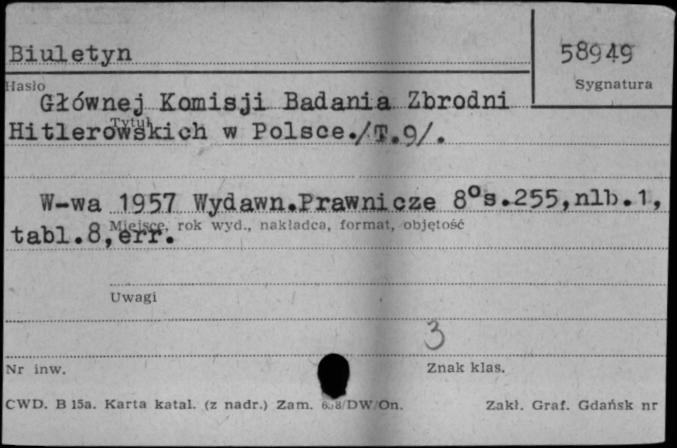 Biuletyn
58949
Hasło
Sygnatura
Głównej Komisji Badania Zbrodni
Tytuł
Hitlerowskich w Polsce./T.9/.
W-wa 1957 Wydawn.Prawnicze 8°s.255,nlb.1,
Miejsce, rok wyd., nakładca, format, objętość
tabl.8,err.
Uwagi
3
Nr inw.
Znak klas.
CWD. B 15a. Karta katal. (z nadr.) Zam. DW/On.
Zakł. Graf. Gdańsk nr